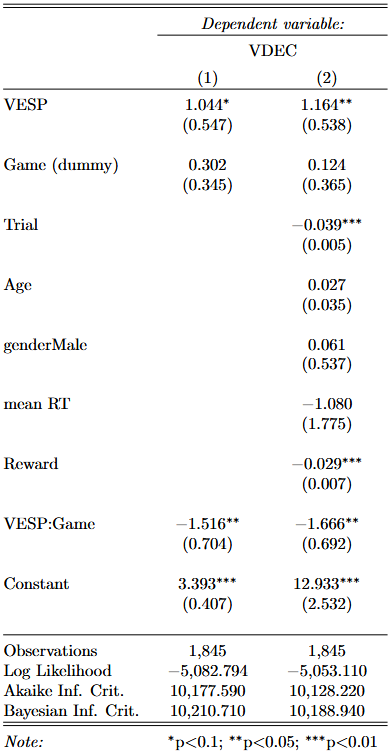 Dependent variable:
VDEC
(1) (2)
VESP 1.044* 1.164**
(0.547) (0.538)
Game (dummy) 0.302 0.124
(0.345) (0.365)
Trial −0.039***
(0.005)
Age 0.027
(0.035)
genderMale 0.061
(0.537)
mean RT −1.080
(1.775)
Reward −0.029***
(0.007)
VESP:Game −1.516** −1.666**
(0.704) (0.692)
Constant 3.393*** 12.933***
(0.407) (2.532)
Observations 1,845 1,845
Log Likelihood −5,082.794 −5,053.110
Akaike Inf. Crit. 10,177.590 10,128.220
Bayesian Inf. Crit. 10,210.710 10,188.940
Note: *p<0.1; **p<0.05; ***p<0.01